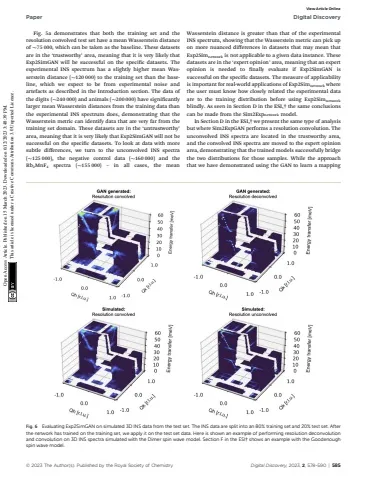 View Article Online
Paper
Digital Discovery
Fig. 5a demonstrates that both the training set and the
resolution convolved test set have a mean Wasserstein distance
of ~75 000, which can be taken as the baseline. These datasets
are in the 'trustworthy' area, meaning that it is very likely that
Exp2SimGAN will be successful on the specific datasets. The
experimental INS spectrum has a slightly higher mean Was-
serstein distance (~120 000) to the training set than the base-
line, which we expect to be from experimental noise and
artefacts as described in the Introduction section. The data of
the digits (~240 000) and animals (~200 000) have significantly
larger mean Wasserstein distances from the training data than
the experimental INS spectrum does, demonstrating that the
Wasserstein metric can identify data that are very far from the
training set domain. These datasets are in the 'untrustworthy'
area, meaning that it is very likely that Exp2SimGAN will not be
successful on the specific datasets. To look at data with more
subtle differences, we turn to the unconvolved INS spectra
(~125 000), the negative control data (~160 000) and the
Rb₂MnF₄ spectra (~155 000) – in all cases, the mean
Wasserstein distance is greater than that of the experimental
INS spectrum, showing that the Wasserstein metric can pick up
on more nuanced differences in datasets that may mean that
is not applicable to a given data instance. These
datasets are in the 'expert opinion' area, meaning that an expert
opinion is needed to finally evaluate if Exp2SimGAN is
successful on the specific datasets. The measure of applicability
is important for real-world applications of where
the user must know how closely related the experimental data
are to the training distribution before using
blindly. As seen in Section D in the ESI,† the same conclusions
can be made from the model.
In Section D in the ESI,† we present the same type of analysis
but where Sim2ExpGAN performs a resolution convolution. The
unconvolved INS spectra are located in the trustworthy area,
and the convolved INS spectra are moved to the expert opinion
area, demonstrating that the trained models successfully bridge
the two distributions for those samples. While the approach
that we have demonstrated using the GAN to learn a mapping
GAN generated:
Resolution convolved
GAN generated:
Resolution deconvolved
Simulated:
Resolution convolved
Simulated:
Resolution unconvolved
60
50
40
30
20
10
0
Energy transfer [meV]
-1.0
0.0
1.0
Qh [r.l.u.]
Fig. 6 Evaluating Exp2SimGAN on simulated 3D INS data from the test set. The INS data are split into an 80% training set and 20% test set. After
the network has trained on the training set, we apply it on the test set data. Here is shown an example of performing resolution deconvolution
and convolution on 3D INS spectra simulated with the Dimer spin wave model. Section F in the ESI† shows an example with the Goodenough
spin wave model.
© 2023 The Author(s). Published by the Royal Society of Chemistry
Digital Discovery, 2023, 2, 578–590 | 585